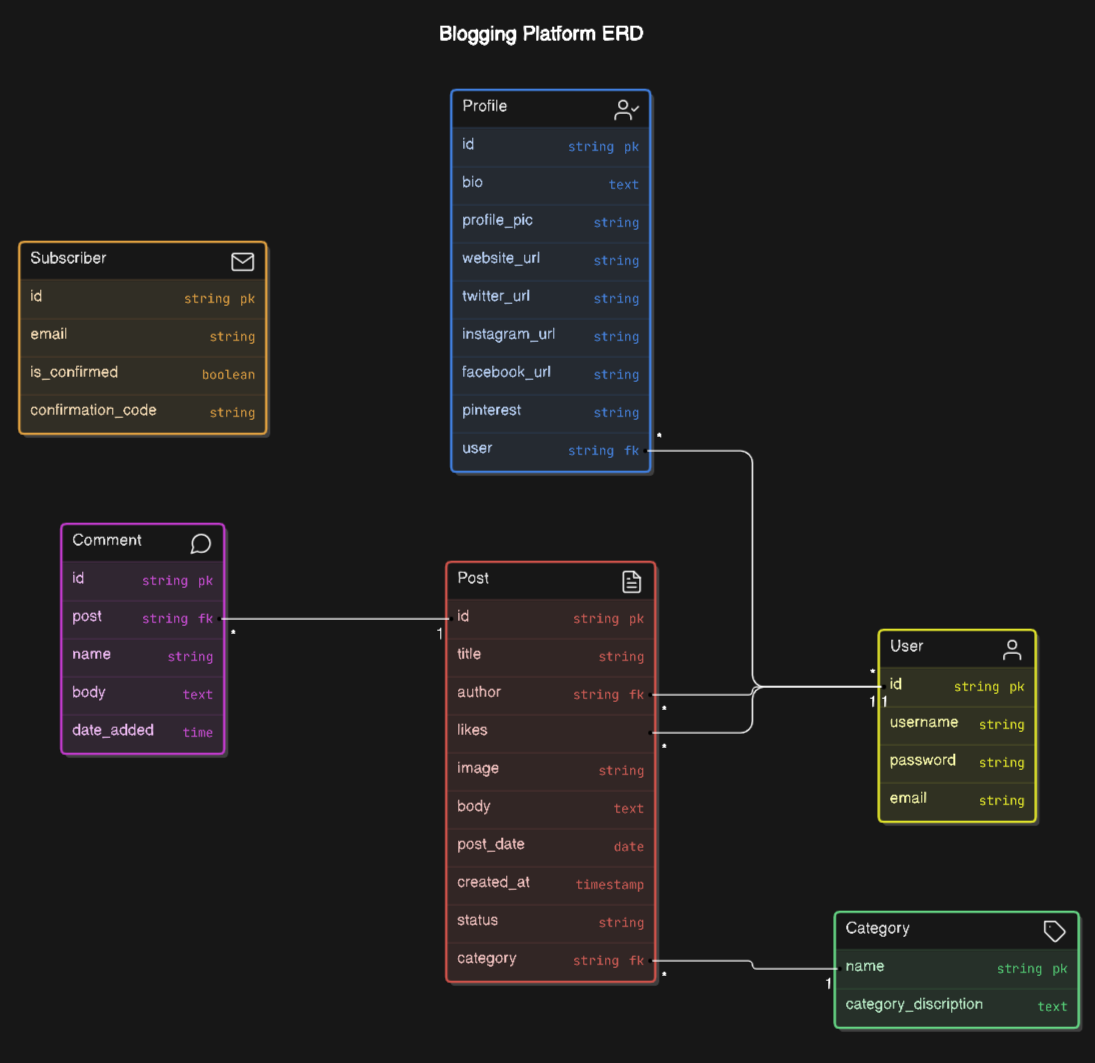 Blogging Platform ERD
Profile
id string pk
bio text
profile_pic string
website_url string
twitter_url string
instagram_url string
facebook_url string
pinterest string
user string fk
*
Subscriber
id string pk
email string
is_confirmed boolean
confirmation_code string
Comment
id string pk
post string fk
* 1
name string
body text
date_added time
Post
id string pk
title string
author string fk
*
likes
*
image string
body text
post_date date
created_at timestamp
status string
category string fk
*
User
*
id string pk
1 1
username string
password string
email string
Category
name string pk
1
category_discription text